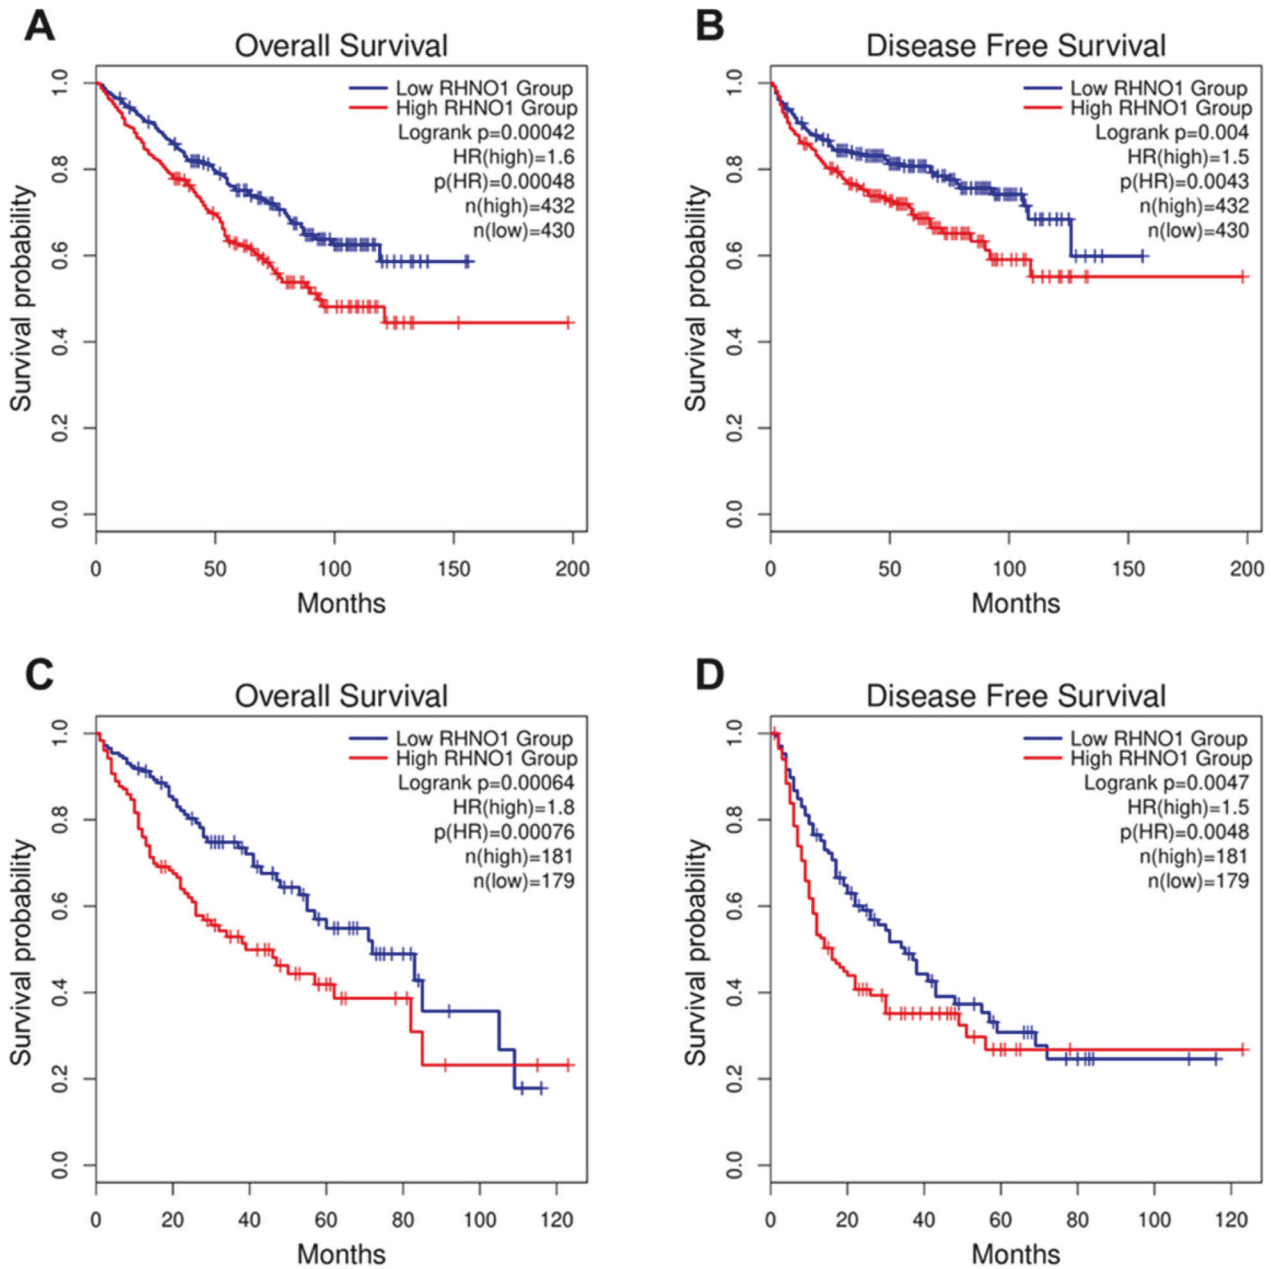 A
Overall Survival
Low RHNO1 Group
High RHNO1 Group
Logrank p=0.00042
HR(high)=1.6
p(HR)=0.00048
n(high)=432
n(low)=430
Survival probability
1.0
0.8
0.6
0.4
0.2
0.0
0 50 100 150 200
Months
B
Disease Free Survival
Low RHNO1 Group
High RHNO1 Group
Logrank p=0.004
HR(high)=1.5
p(HR)=0.0043
n(high)=432
n(low)=430
Survival probability
1.0
0.8
0.6
0.4
0.2
0.0
0 50 100 150 200
Months
C
Overall Survival
Low RHNO1 Group
High RHNO1 Group
Logrank p=0.00064
HR(high)=1.8
p(HR)=0.00076
n(high)=181
n(low)=179
Survival probability
1.0
0.8
0.6
0.4
0.2
0.0
0 20 40 60 80 100 120
Months
D
Disease Free Survival
Low RHNO1 Group
High RHNO1 Group
Logrank p=0.0047
HR(high)=1.5
p(HR)=0.0048
n(high)=181
n(low)=179
Survival probability
1.0
0.8
0.6
0.4
0.2
0.0
0 20 40 60 80 100 120
Months